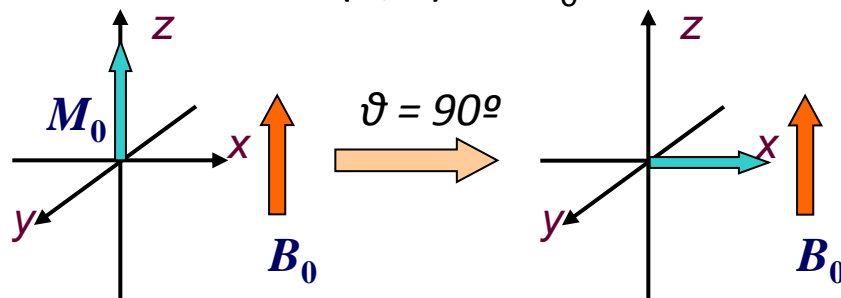 z z
M₀ ϑ = 90º
x x
y y
B₀ B₀